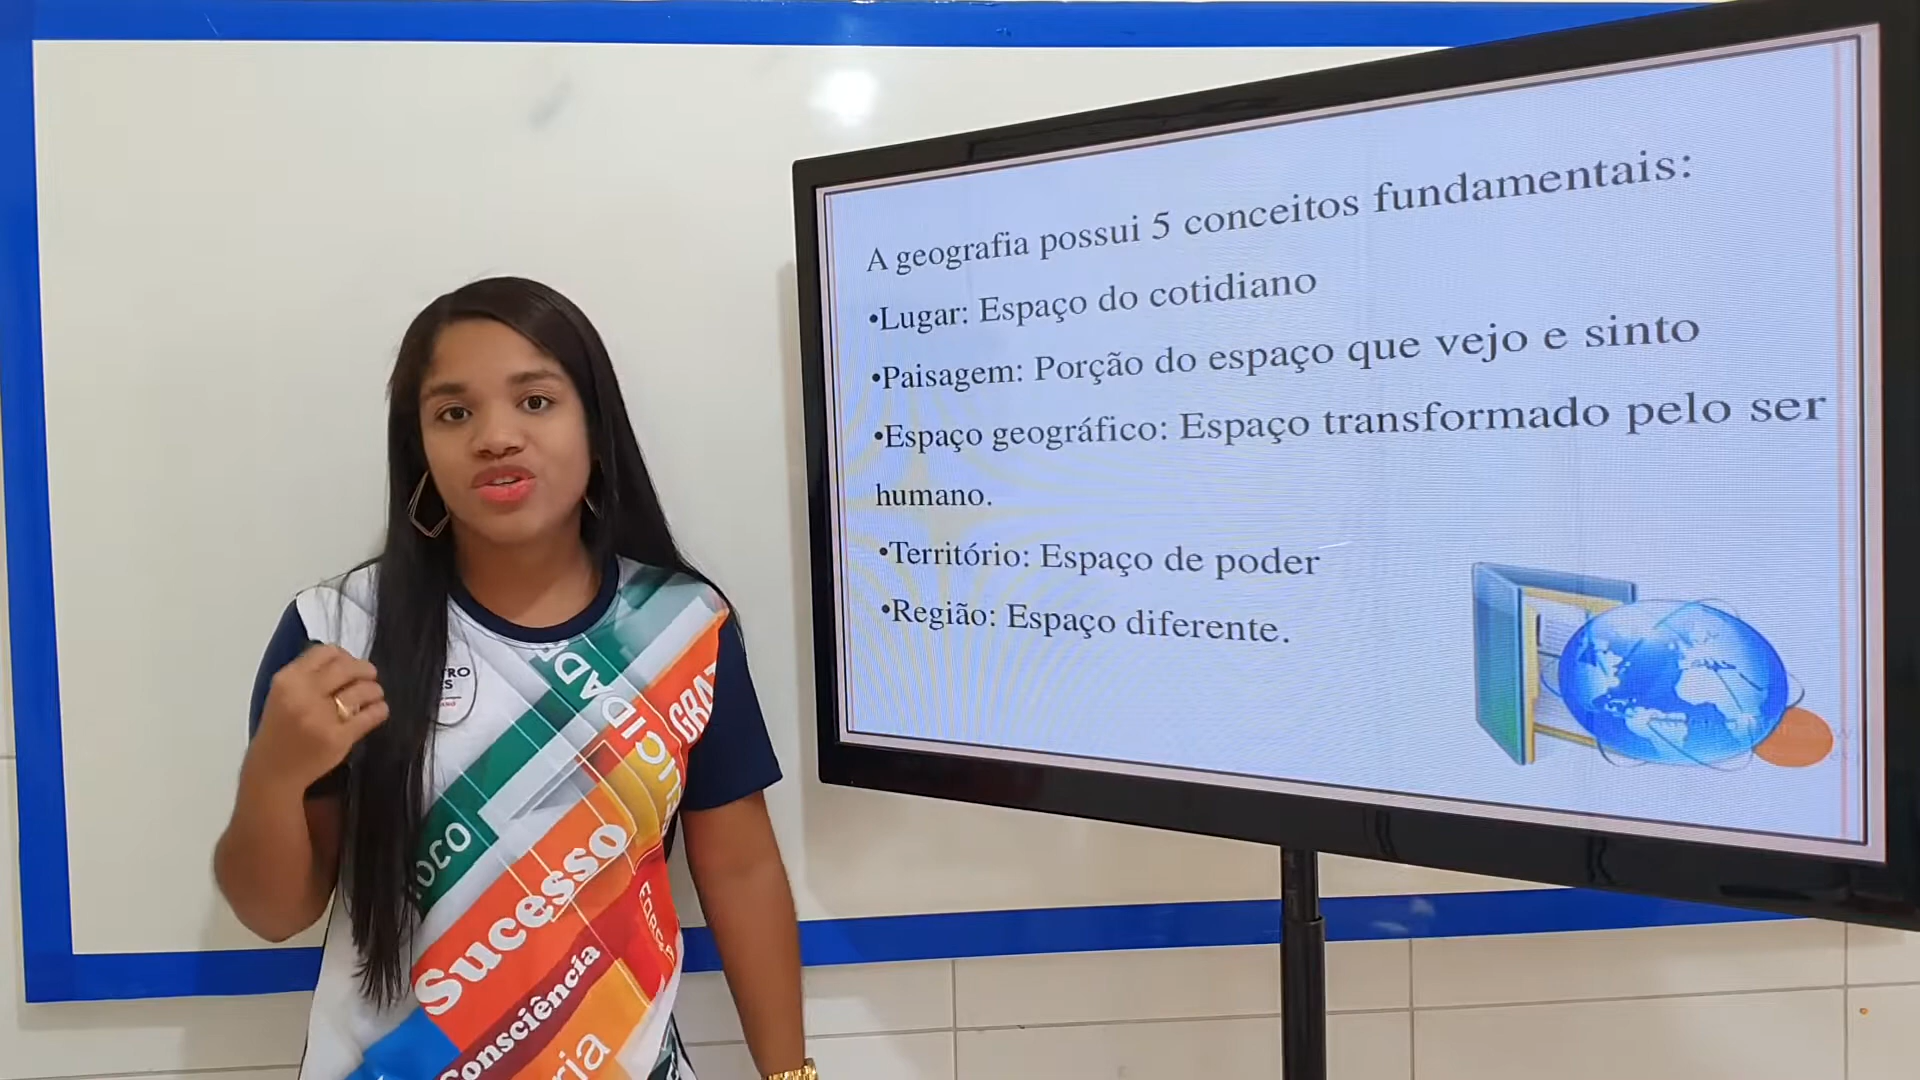 A geografia possui 5 conceitos fundamentais:
•Lugar: Espaço do cotidiano
•Paisagem: Porção do espaço que vejo e sinto
•Espaço geográfico: Espaço transformado pelo ser
humano.
•Território: Espaço de poder
•Região: Espaço diferente.
Sucesso
Consciência